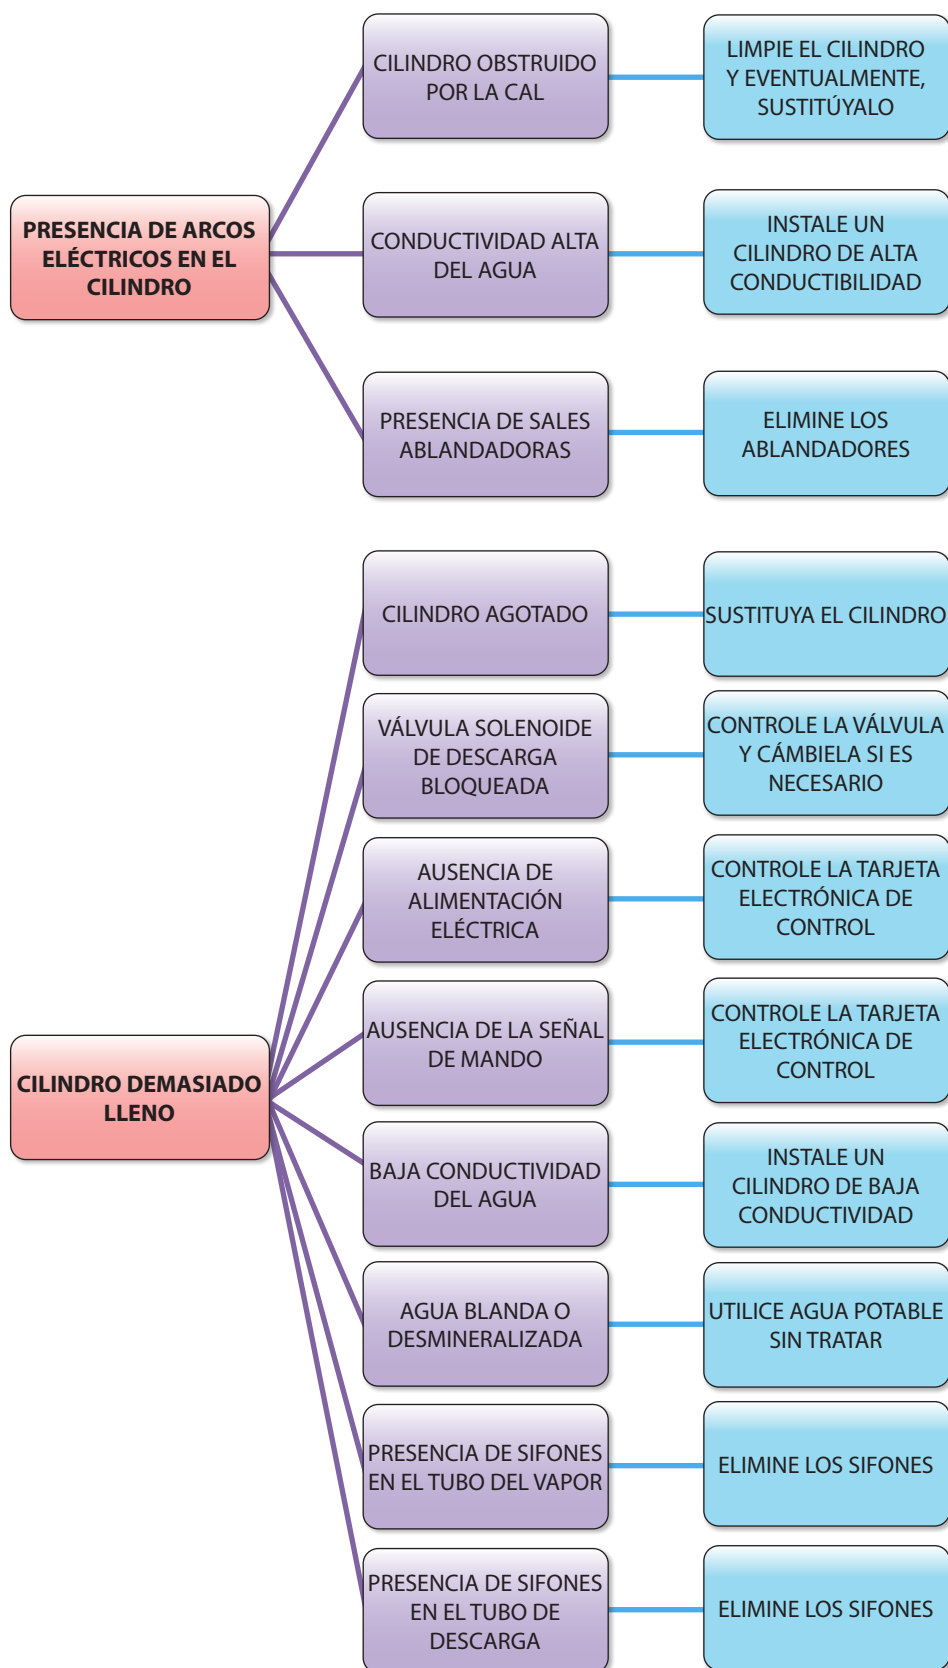 PRESENCIA DE ARCOS
ELÉCTRICOS EN EL
CILINDRO
CILINDRO OBSTRUIDO
POR LA CAL
LIMPIE EL CILINDRO
Y EVENTUALMENTE,
SUSTITÚYALO
CONDUCTIVIDAD ALTA
DEL AGUA
INSTALE UN
CILINDRO DE ALTA
CONDUCTIBILIDAD
PRESENCIA DE SALES
ABLANDADORAS
ELIMINE LOS
ABLANDADORES
CILINDRO DEMASIADO
LLENO
CILINDRO AGOTADO
SUSTITUYA EL CILINDRO
VÁLVULA SOLENOIDE
DE DESCARGA
BLOQUEADA
CONTROLE LA VÁLVULA
Y CÁMBIELA SI ES
NECESARIO
AUSENCIA DE
ALIMENTACIÓN
ELÉCTRICA
CONTROLE LA TARJETA
ELECTRÓNICA DE
CONTROL
AUSENCIA DE LA SEÑAL
DE MANDO
CONTROLE LA TARJETA
ELECTRÓNICA DE
CONTROL
BAJA CONDUCTIVIDAD
DEL AGUA
INSTALE UN
CILINDRO DE BAJA
CONDUCTIVIDAD
AGUA BLANDA O
DESMINERALIZADA
UTILICE AGUA POTABLE
SIN TRATAR
PRESENCIA DE SIFONES
EN EL TUBO DEL VAPOR
ELIMINE LOS SIFONES
PRESENCIA DE SIFONES
EN EL TUBO DE
DESCARGA
ELIMINE LOS SIFONES